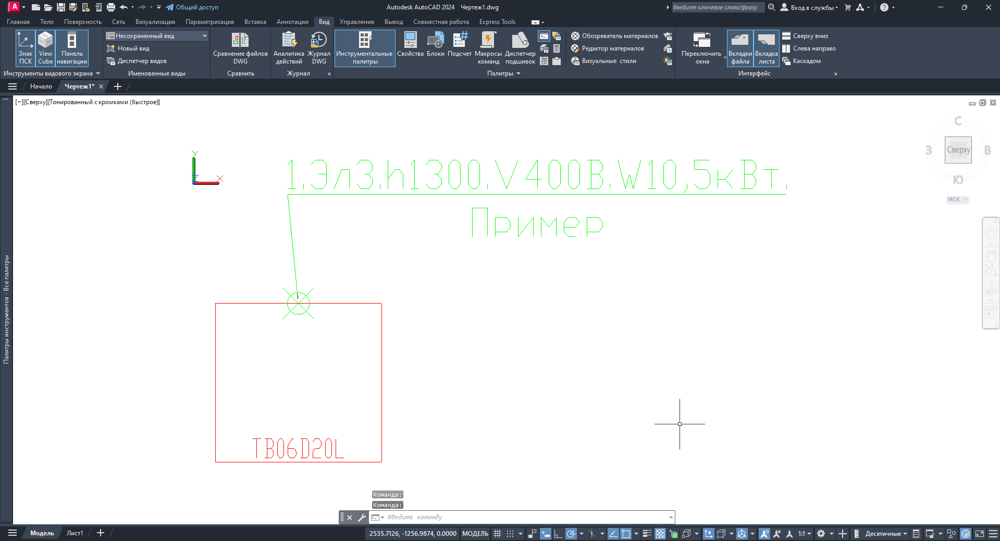 Общий доступ
Autodesk AutoCAD 2024 Чертеж1.dwg
Введите ключевое слово/фразу
Вход в службы
Главная Тело Поверхность Сеть Визуализация Параметризация Вставка Аннотации Вид Управление Вывод Совместная работа Express Tools
Знак ПСК
View Cube
Панель навигации
Инструменты видового экрана
Несохраненный вид
Новый вид
Диспетчер видов
Именованные виды
Сравнение файлов DWG
Сравнить
Аналитика действий
Журнал DWG
Журнал
Инструментальные палитры
Свойства
Блоки
Подсчет
Макросы команд
Диспетчер подшивок
Обозреватель материалов
Редактор материалов
Визуальные стили
Палитры
Переключить окна
Вкладки файла
Вкладка листа
Сверху вниз
Слева направо
Каскадом
Интерфейс
Начало
Чертеж1*
[−][Сверху][Тонированный с кромками (быстрое)]
Y
X
Z
1.Эл3.h1300.V400В.W10,5кВт.
Пример
TB06D20L
С
З
Сверху
В
Ю
МСК
Палитры инструментов - Все палитры
Команда:
Команда:
Введите команду
Модель
Лист1
2535.7126, -1256.9874, 0.0000
МОДЕЛЬ
1:1
Десятичные